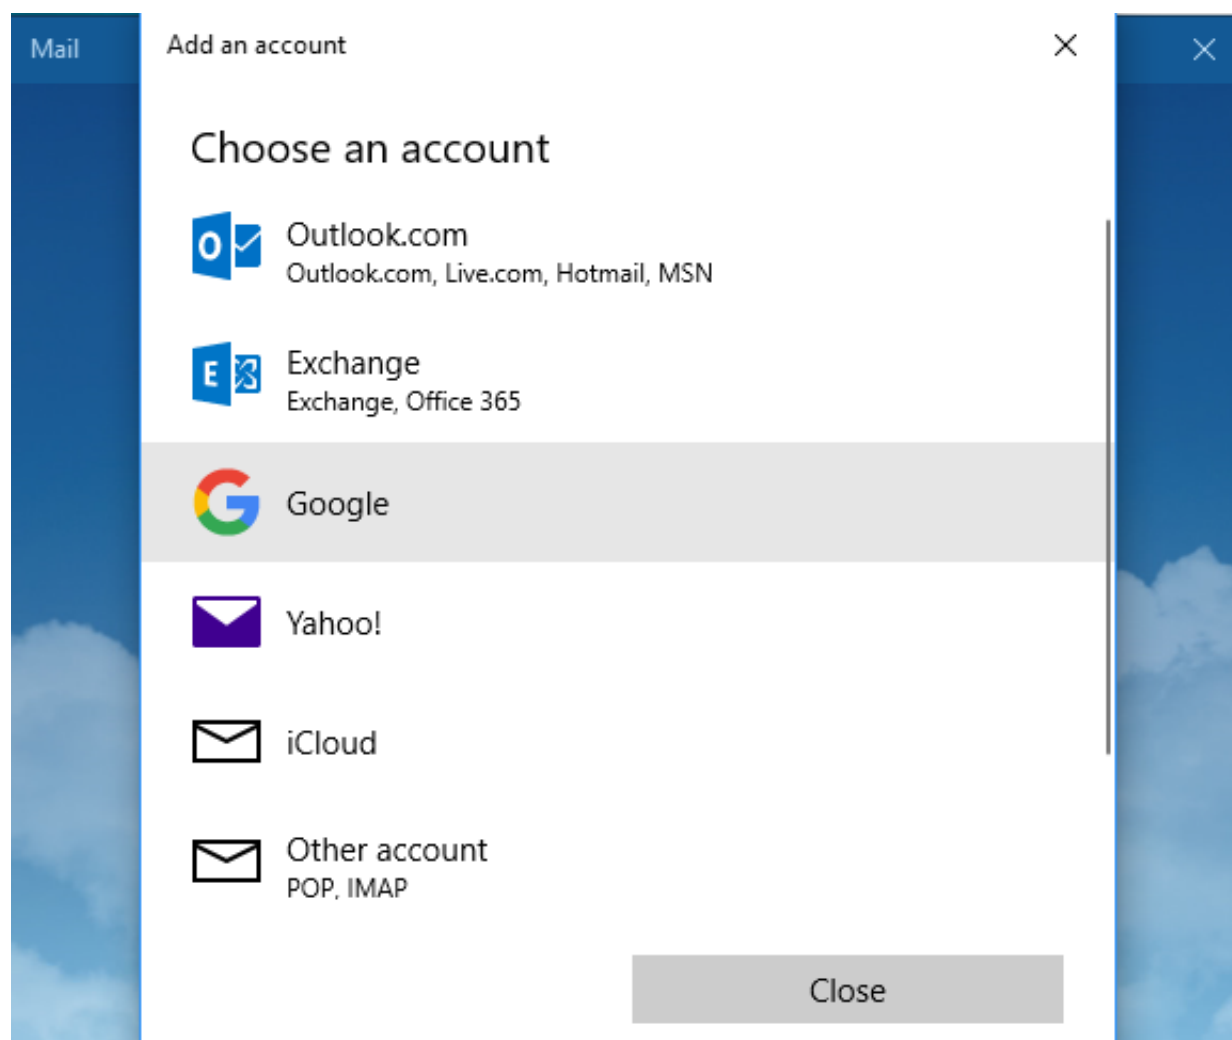 Mail
Add an account
Choose an account
Outlook.com
Outlook.com, Live.com, Hotmail, MSN
Exchange
Exchange, Office 365
Google
Yahoo!
iCloud
Other account
POP, IMAP
Close